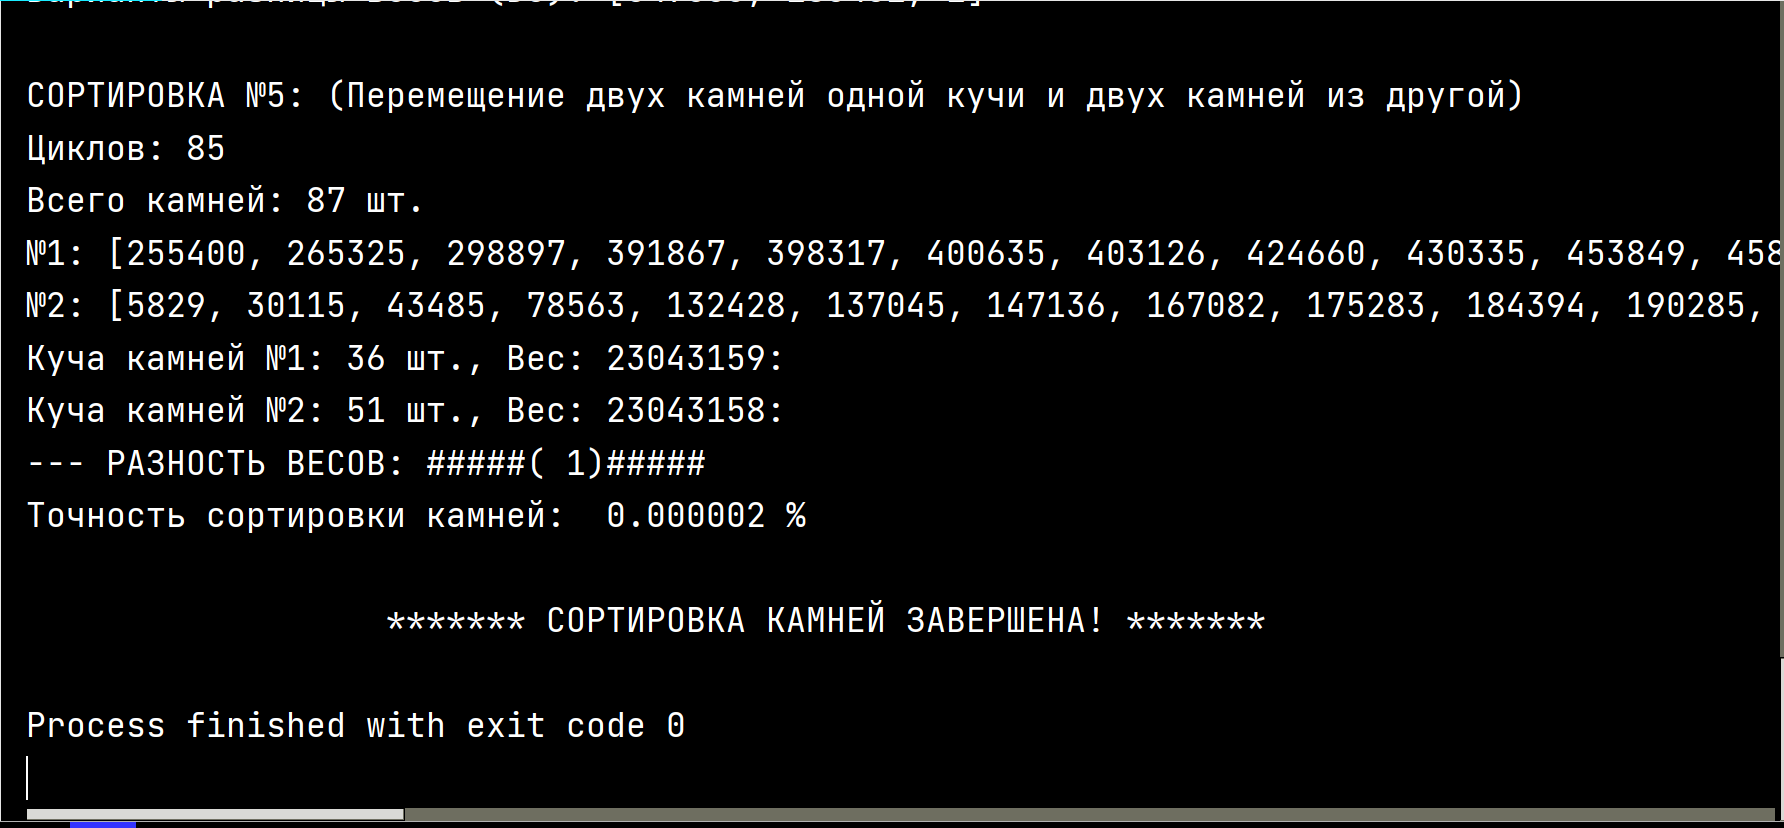 СОРТИРОВКА №5: (Перемещение двух камней одной кучи и двух камней из другой)
Циклов: 85
Всего камней: 87 шт.
№1: [255400, 265325, 298897, 391867, 398317, 400635, 403126, 424660, 430335, 453849, 458
№2: [5829, 30115, 43485, 78563, 132428, 137045, 147136, 167082, 175283, 184394, 190285,
Куча камней №1: 36 шт., Вес: 23043159:
Куча камней №2: 51 шт., Вес: 23043158:
--- РАЗНОСТЬ ВЕСОВ: #####( 1)#####
Точность сортировки камней:  0.000002 %
******* СОРТИРОВКА КАМНЕЙ ЗАВЕРШЕНА! *******
Process finished with exit code 0